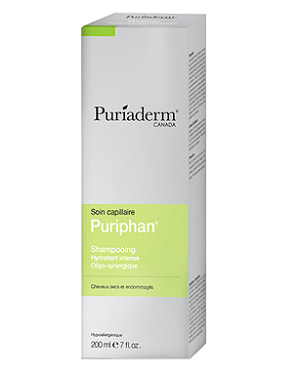 Puriaderm®
CANADA
Soin capillaire
Puriphan®
Shampooing
Hydratant intense
Oligo-synergique
Cheveux secs et endommagés
Hypoallergénique
200 ml ℮ 7 fl. oz.